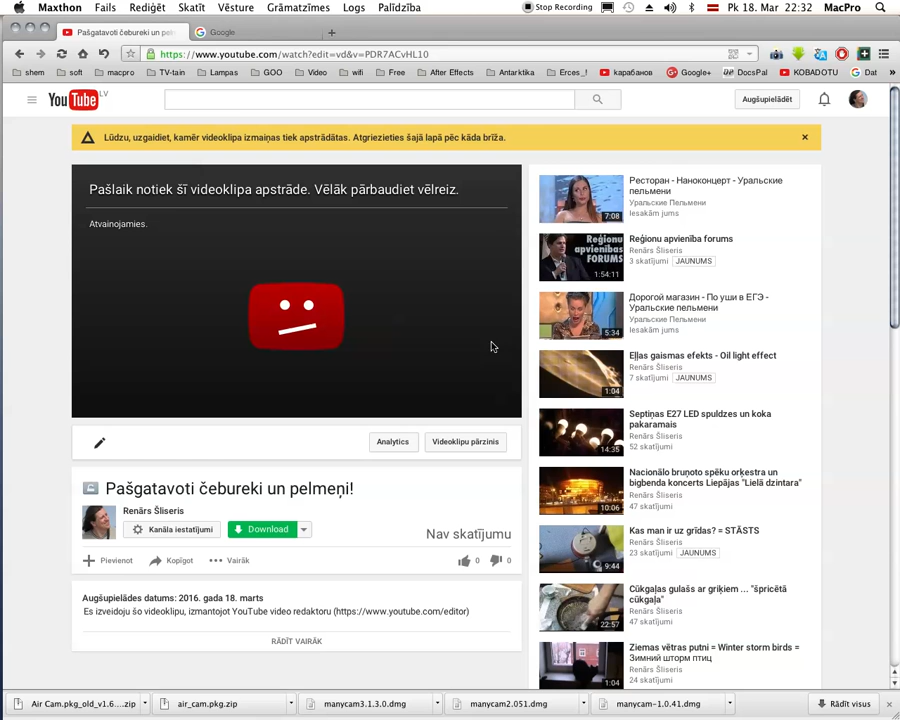 Maxthon Fails Rediģēt Skatīt Vēsture Grāmatzīmes Logs Palīdzība Stop Recording Pk 18. Mar 22:32 MacPro
Pašgatavoti čebureki un pelm Google
https://www.youtube.com/watch?edit=vd&v=PDR7ACvHL10
shem soft macpro TV-tain Lampas GOO Video wifi Free After Effects Antarktika Erces_! карабанов Google+ DocsPal KOBADOTU Dat »
YouTube LV Augšupielādēt
Lūdzu, uzgaidiet, kamēr videoklipa izmaiņas tiek apstrādātas. Atgriezieties šajā lapā pēc kāda brīža.
Pašlaik notiek šī videoklipa apstrāde. Vēlāk pārbaudiet vēlreiz.
Atvainojamies.
Analytics Videoklipu pārzinis
Pašgatavoti čebureki un pelmeņi!
Renārs Šliseris
Kanāla iestatījumi Download
Nav skatījumu
Pievienot Kopīgot Vairāk 0 0
Augšupielādes datums: 2016. gada 18. marts
Es izveidoju šo videoklipu, izmantojot YouTube video redaktoru (https://www.youtube.com/editor)
RĀDĪT VAIRĀK
Ресторан - Наноконцерт - Уральские
пельмени
Уральские Пельмени
Iesakām jums
7:08
Reģionu apvienība forums
Renārs Šliseris
3 skatījumi JAUNUMS
Reģionu
apvienības
FORUMS
1:54:11
Дорогой магазин - По уши в ЕГЭ -
Уральские пельмени
Уральские Пельмени
Iesakām jums
5:34
Eļļas gaismas efekts - Oil light effect
Renārs Šliseris
7 skatījumi JAUNUMS
1:04
Septiņas E27 LED spuldzes un koka
pakaramais
Renārs Šliseris
52 skatījumi
14:35
Nacionālo bruņoto spēku orķestra un
bigbenda koncerts Liepājas "Lielā dzintara"
Renārs Šliseris
47 skatījumi
10:06
Kas man ir uz grīdas? = STĀSTS
Renārs Šliseris
23 skatījumi JAUNUMS
9:44
Cūkgaļas gulašs ar griķiem ... "špricētā
cūkgaļa"
Renārs Šliseris
47 skatījumi
22:57
Ziemas vētras putni = Winter storm birds =
Зимний шторм птиц
Renārs Šliseris
24 skatījumi
1:04
Air Cam.pkg_old_v1.6....zip air_cam.pkg.zip manycam3.1.3.0.dmg manycam2.051.dmg manycam-1.0.41.dmg Rādīt visus